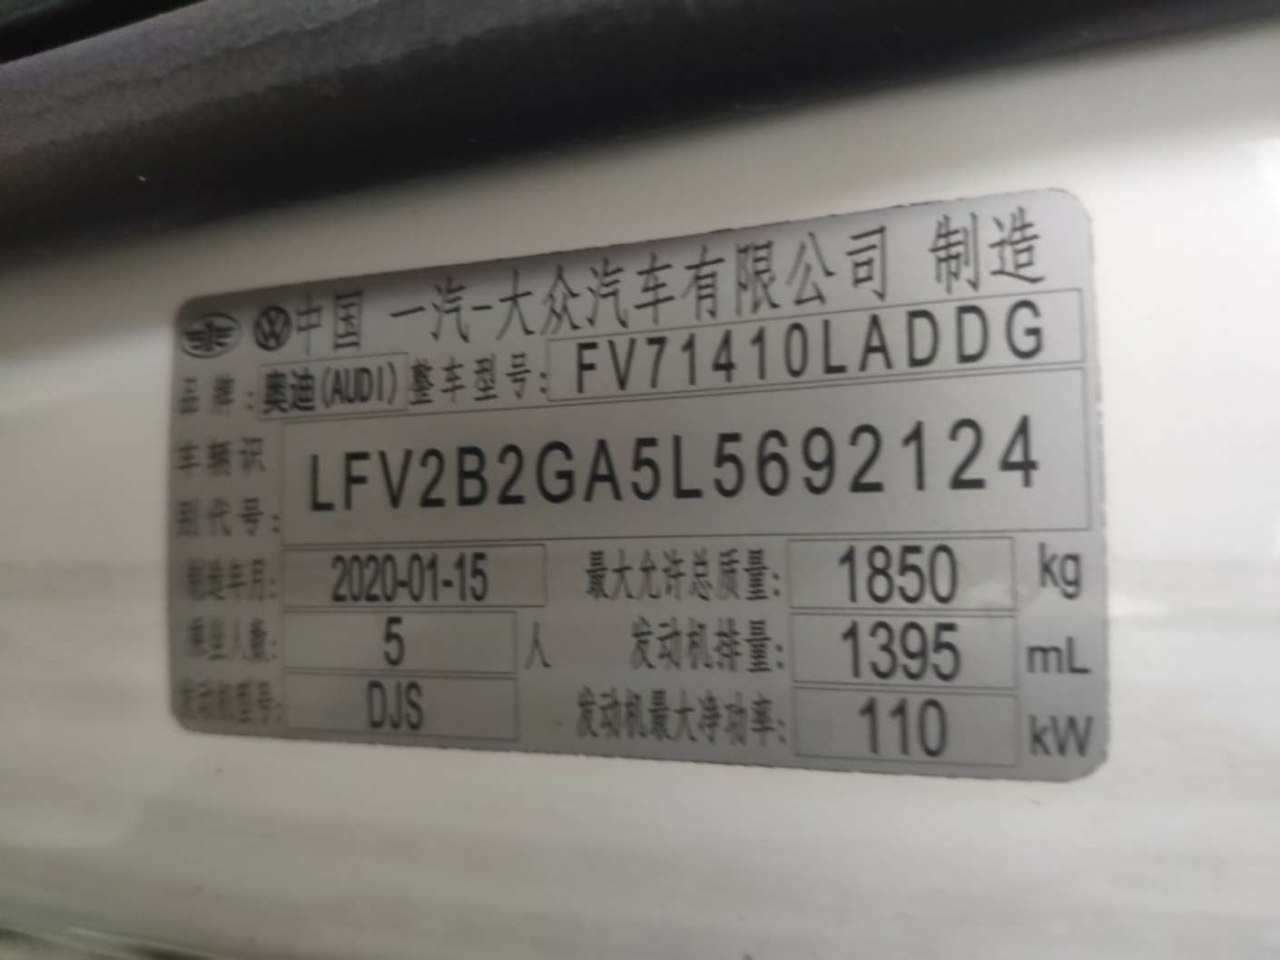 中国 一汽-大众汽车有限公司 制造
品牌: 奥迪(AUDI) 整车型号: FV71410LADDG
车辆识
别代号: LFV2B2GA5L5692124
制造年月: 2020-01-15 最大允许总质量: 1850 kg
乘坐人数: 5 人 发动机排量: 1395 mL
发动机型号: DJS 发动机最大净功率: 110 kW